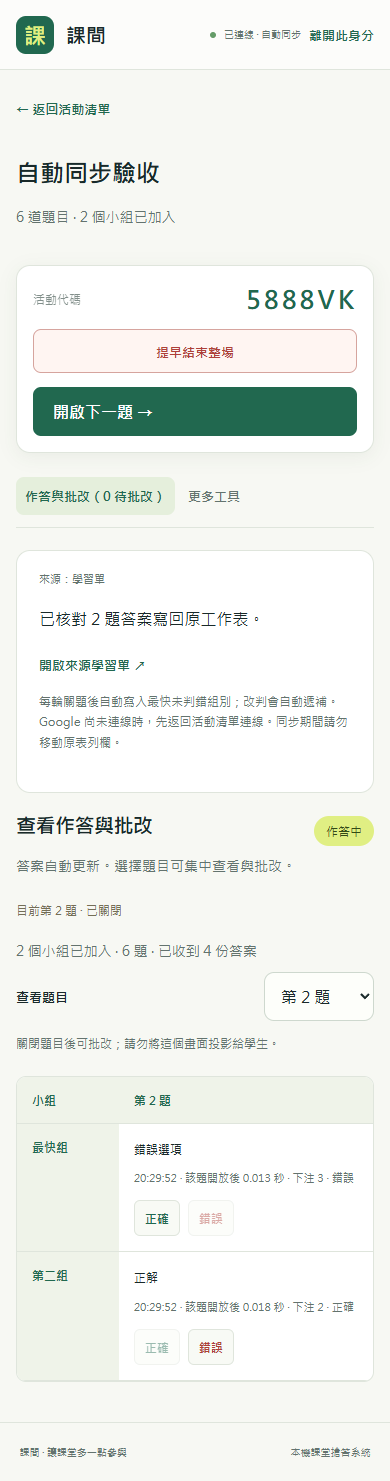 課 課間 已連線 · 自動同步 離開此身分
← 返回活動清單
自動同步驗收
6 道題目 · 2 個小組已加入
活動代碼 5888VK
提早結束整場
開啟下一題 →
作答與批改（0 待批改） 更多工具
來源：學習單
已核對 2 題答案寫回原工作表。
開啟來源學習單 ↗
每輪關題後自動寫入最快未判錯組別；改判會自動遞補。
Google 尚未連線時，先返回活動清單連線。同步期間請勿
移動原表列欄。
查看作答與批改 作答中
答案自動更新。選擇題目可集中查看與批改。
目前第 2 題 · 已關閉
2 個小組已加入 · 6 題 · 已收到 4 份答案
查看題目 第 2 題
關閉題目後可批改；請勿將這個畫面投影給學生。
小組 第 2 題
最快組 錯誤選項
20:29:52 · 該題開放後 0.013 秒 · 下注 3 · 錯誤
正確 錯誤
第二組 正解
20:29:52 · 該題開放後 0.018 秒 · 下注 2 · 正確
正確 錯誤
課間 · 讓課堂多一點參與 本機課堂搶答系統